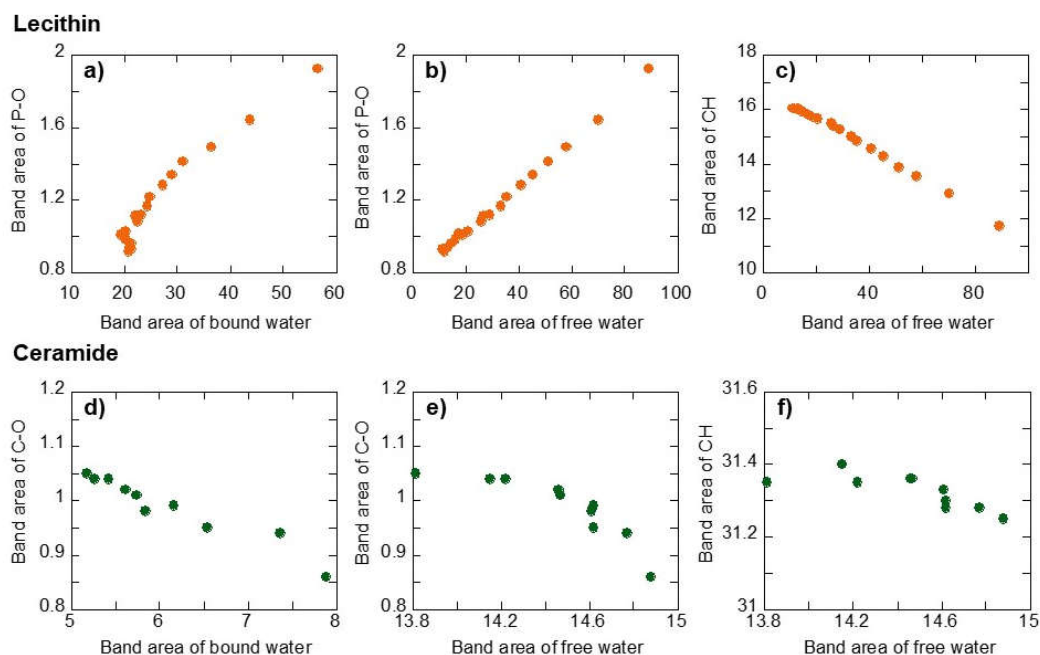 Lecithin
a)
Band area of P-O
2
1.6
1.2
0.8
10 20 30 40 50 60
Band area of bound water
b)
Band area of P-O
2
1.6
1.2
0.8
0 20 40 60 80 100
Band area of free water
c)
Band area of CH
18
16
14
12
10
0 20 40 60 80
Band area of free water
Ceramide
d)
Band area of C-O
1.2
1.1
1
0.9
0.8
5 6 7 8
Band area of bound water
e)
Band area of C-O
1.2
1.1
1
0.9
0.8
13.8 14.2 14.6 15
Band area of free water
f)
Band area of CH
31.6
31.4
31.2
31
13.8 14.2 14.6 15
Band area of free water